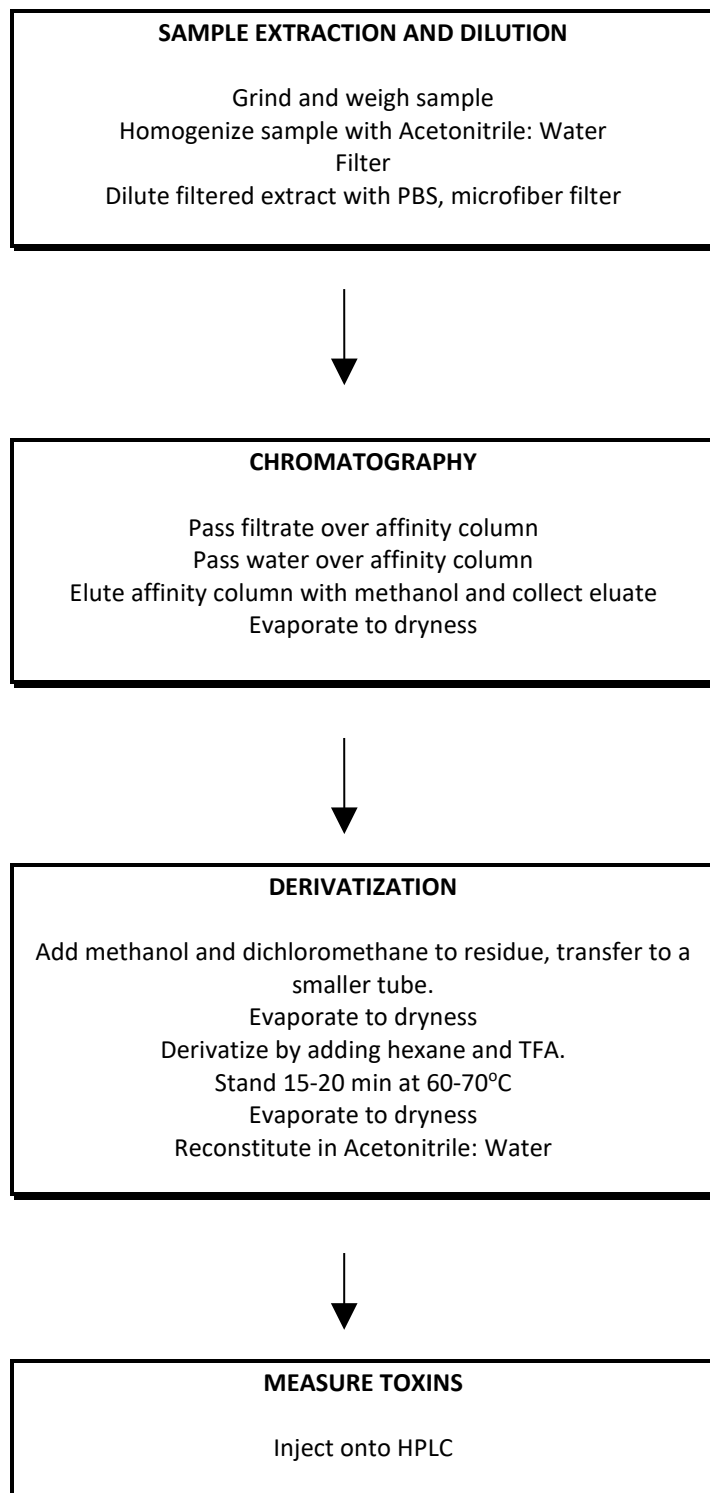 SAMPLE EXTRACTION AND DILUTION
Grind and weigh sample
Homogenize sample with Acetonitrile: Water
Filter
Dilute filtered extract with PBS, microfiber filter
CHROMATOGRAPHY
Pass filtrate over affinity column
Pass water over affinity column
Elute affinity column with methanol and collect eluate
Evaporate to dryness
DERIVATIZATION
Add methanol and dichloromethane to residue, transfer to a
smaller tube.
Evaporate to dryness
Derivatize by adding hexane and TFA.
Stand 15-20 min at 60-70°C
Evaporate to dryness
Reconstitute in Acetonitrile: Water
MEASURE TOXINS
Inject onto HPLC